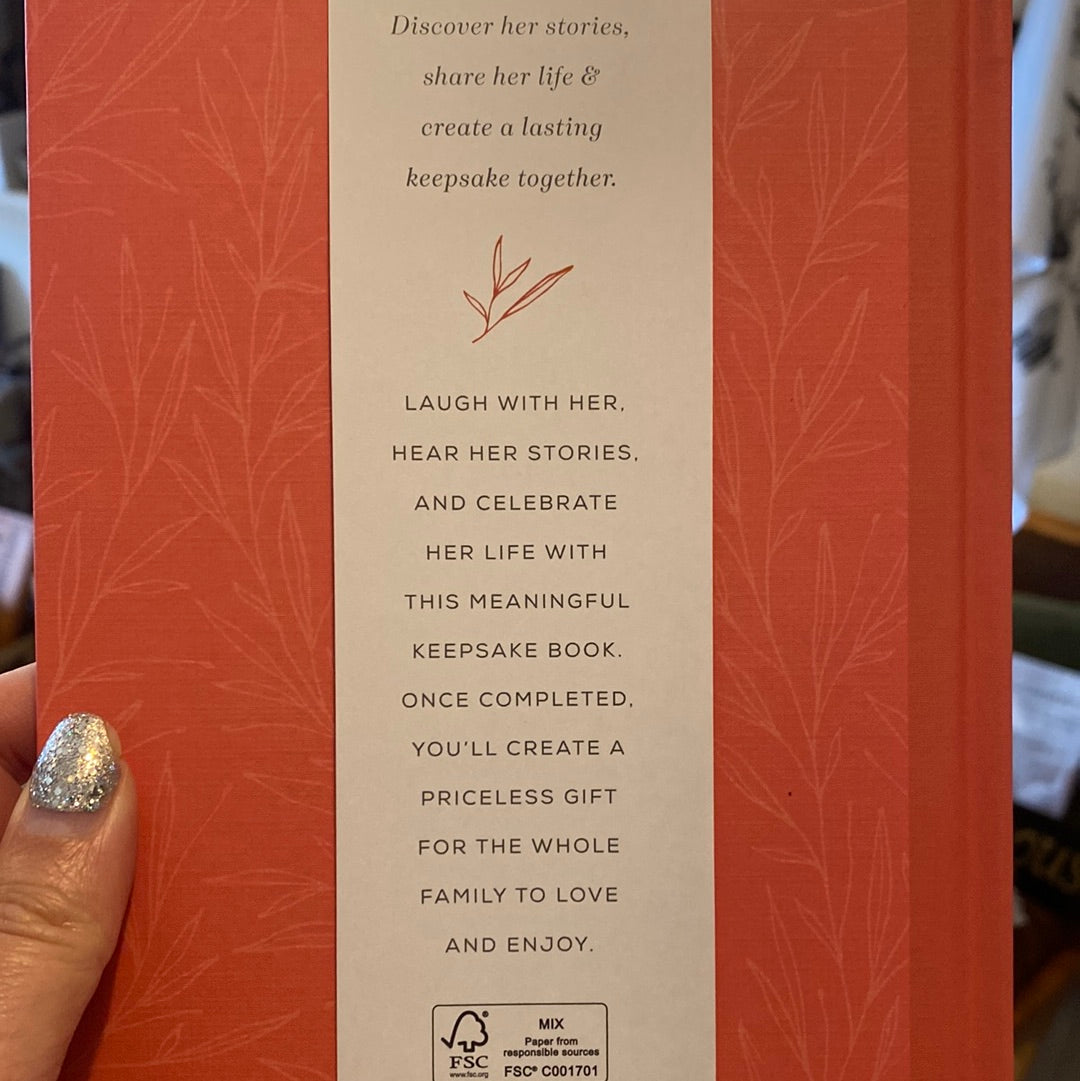 Discover her stories,
share her life &
create a lasting
keepsake together.
LAUGH WITH HER,
HEAR HER STORIES,
AND CELEBRATE
HER LIFE WITH
THIS MEANINGFUL
KEEPSAKE BOOK.
ONCE COMPLETED,
YOU'LL CREATE A
PRICELESS GIFT
FOR THE WHOLE
FAMILY TO LOVE
AND ENJOY.
FSC
www.fsc.org
MIX
Paper from
responsible sources
FSC® C001701